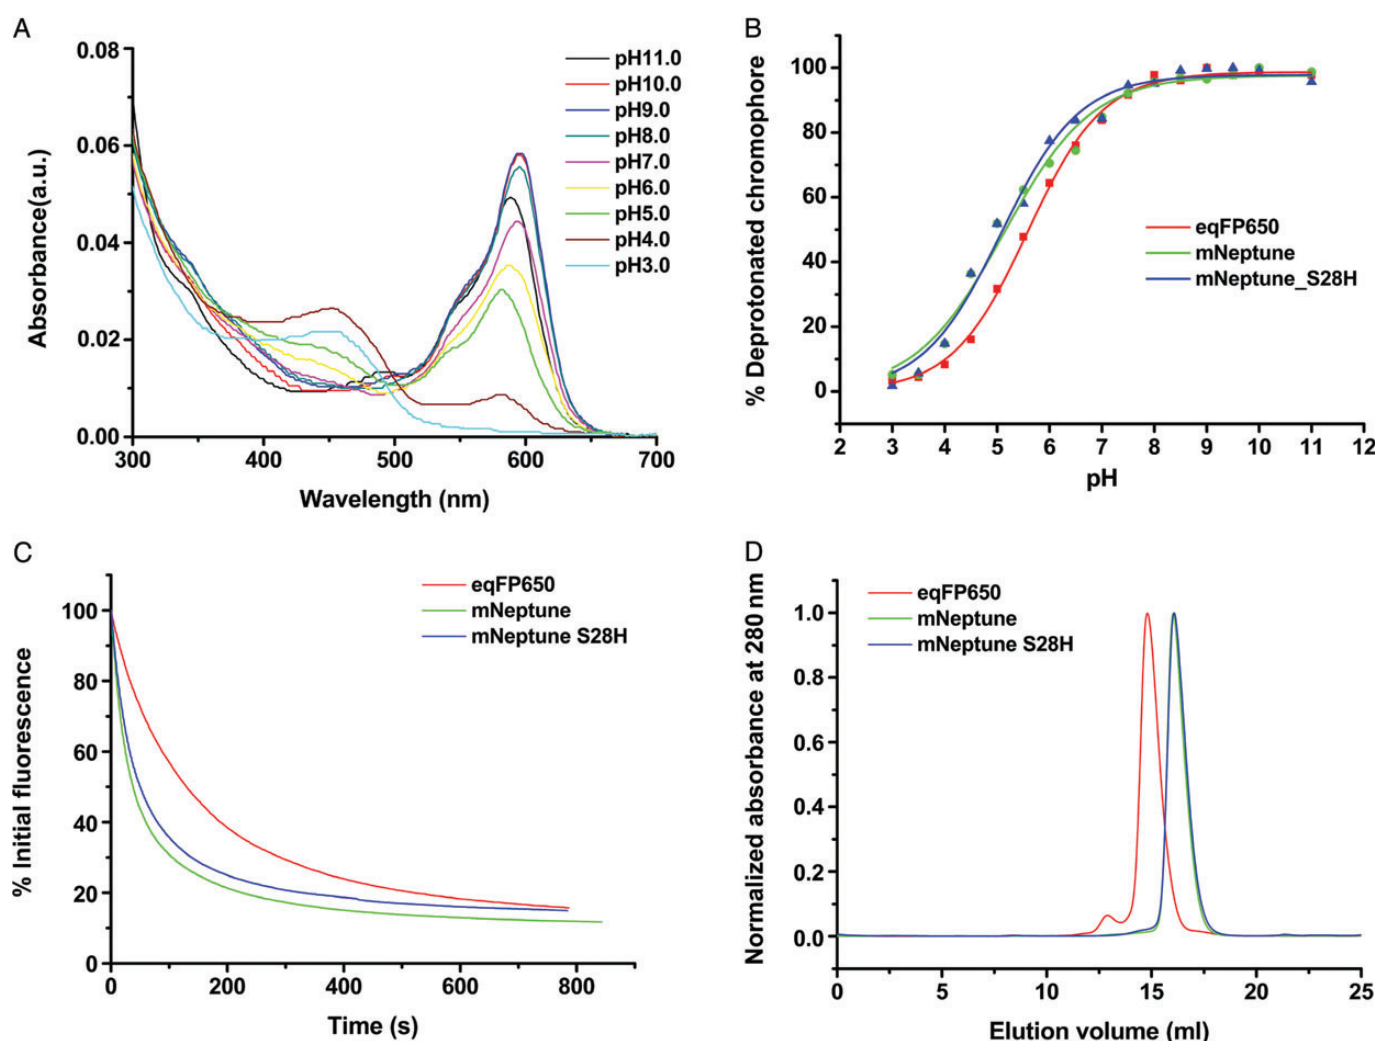 A
0.08
0.06
0.04
0.02
0.00
300
400
500
600
700
Absorbance(a.u.)
Wavelength (nm)
pH11.0
pH10.0
pH9.0
pH8.0
pH7.0
pH6.0
pH5.0
pH4.0
pH3.0
B
100
80
60
40
20
0
2
3
4
5
6
7
8
9
10
11
12
% Deprotonated chromophore
pH
eqFP650
mNeptune
mNeptune_S28H
C
100
80
60
40
20
0
0
200
400
600
800
% Initial fluorescence
Time (s)
eqFP650
mNeptune
mNeptune S28H
D
1.0
0.8
0.6
0.4
0.2
0.0
0
5
10
15
20
25
Normalized absorbance at 280 nm
Elution volume (ml)
eqFP650
mNeptune
mNeptune S28H